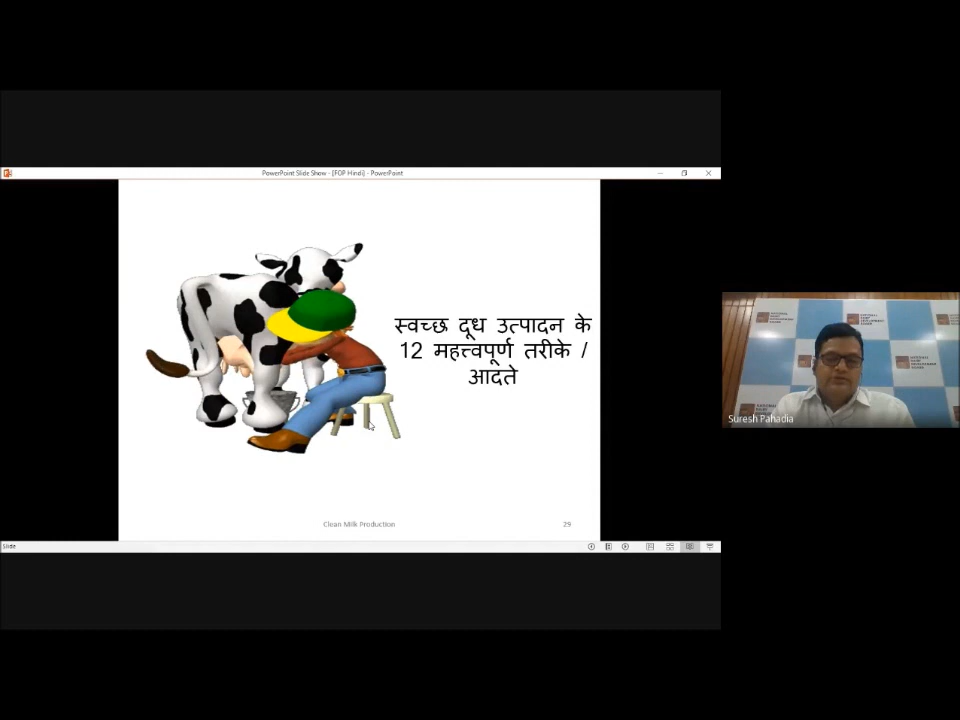 PowerPoint Slide Show - [FOP Hindi] - PowerPoint
स्वच्छ दूध उत्पादन के
12 महत्त्वपूर्ण तरीके /
आदते
Clean Milk Production
29
Slide
Suresh Pahadia